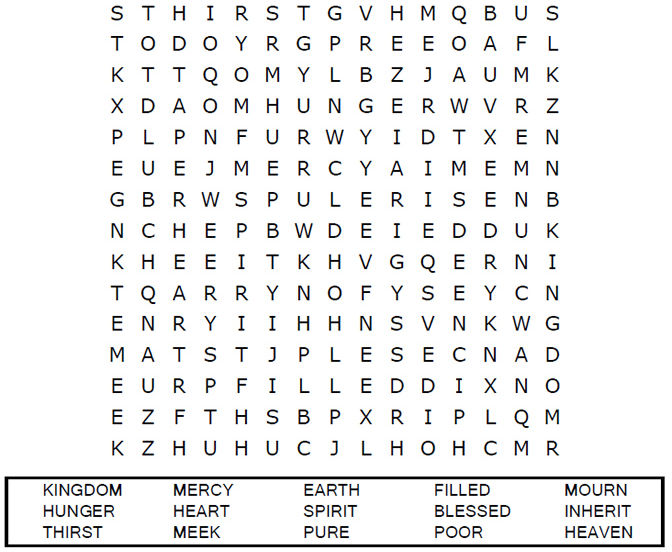 S T H I R S T G V H M Q B U S
T O D O Y R G P R E E O A F L
K T T Q O M Y L B Z J A U M K
X D A O M H U N G E R W V R Z
P L P N F U R W Y I D T X E N
E U E J M E R C Y A I M E M N
G B R W S P U L E R I S E N B
N C H E P B W D E I E D D U K
K H E E I T K H V G Q E R N I
T Q A R R Y N O F Y S E Y C N
E N R Y I I H H N S V N K W G
M A T S T J P L E S E C N A D
E U R P F I L L E D D I X N O
E Z F T H S B P X R I P L Q M
K Z H U H U C J L H O H C M R
KINGDOM MERCY EARTH FILLED MOURN
HUNGER HEART SPIRIT BLESSED INHERIT
THIRST MEEK PURE POOR HEAVEN